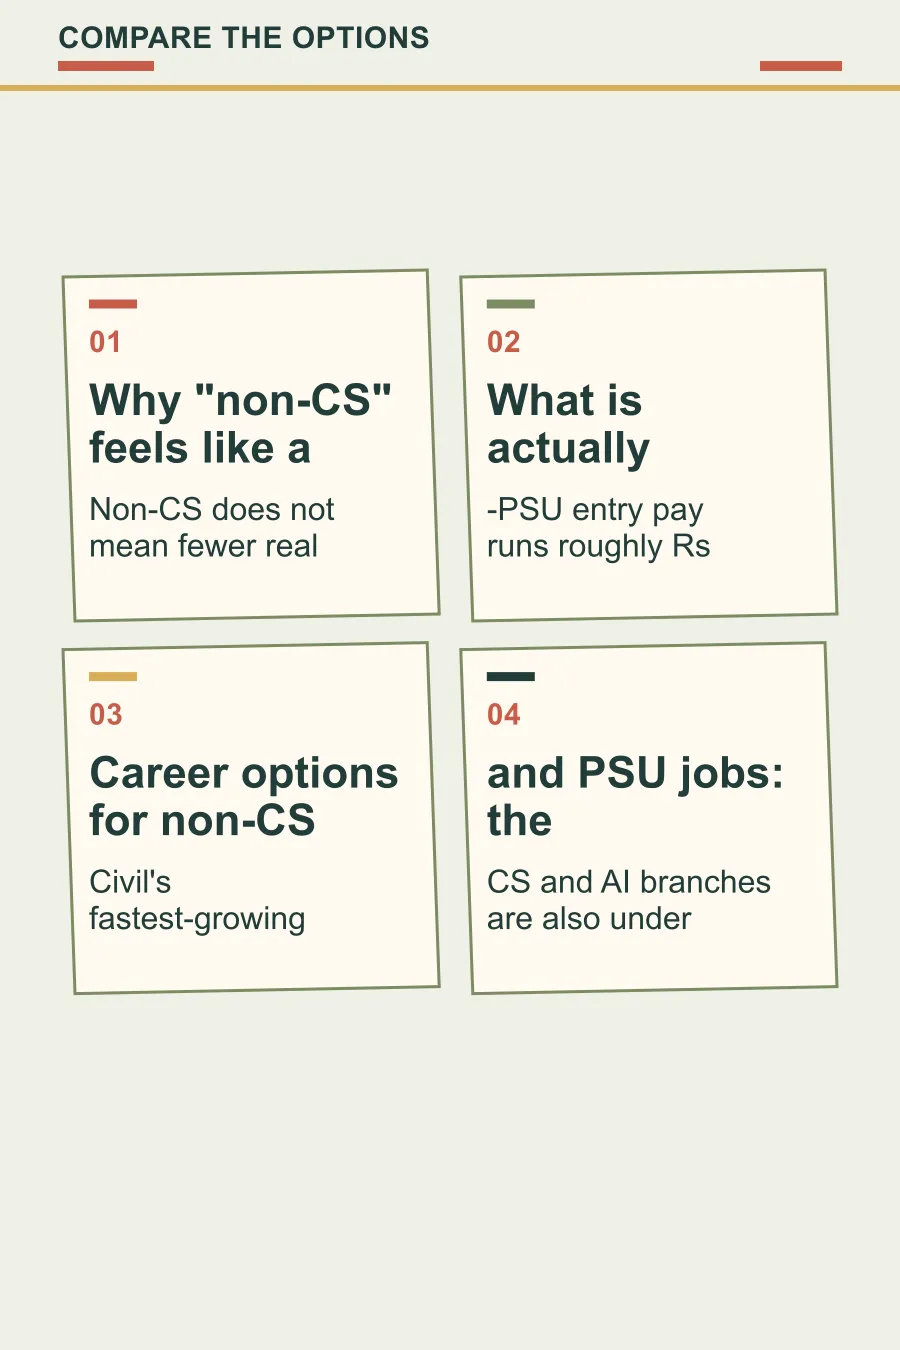 COMPARE THE OPTIONS
01
Why "non-CS"
feels like a
Non-CS does not
mean fewer real
02
What is
actually
-PSU entry pay
runs roughly Rs
03
Career options
for non-CS
Civil's
fastest-growing
04
and PSU jobs:
the
CS and AI branches
are also under